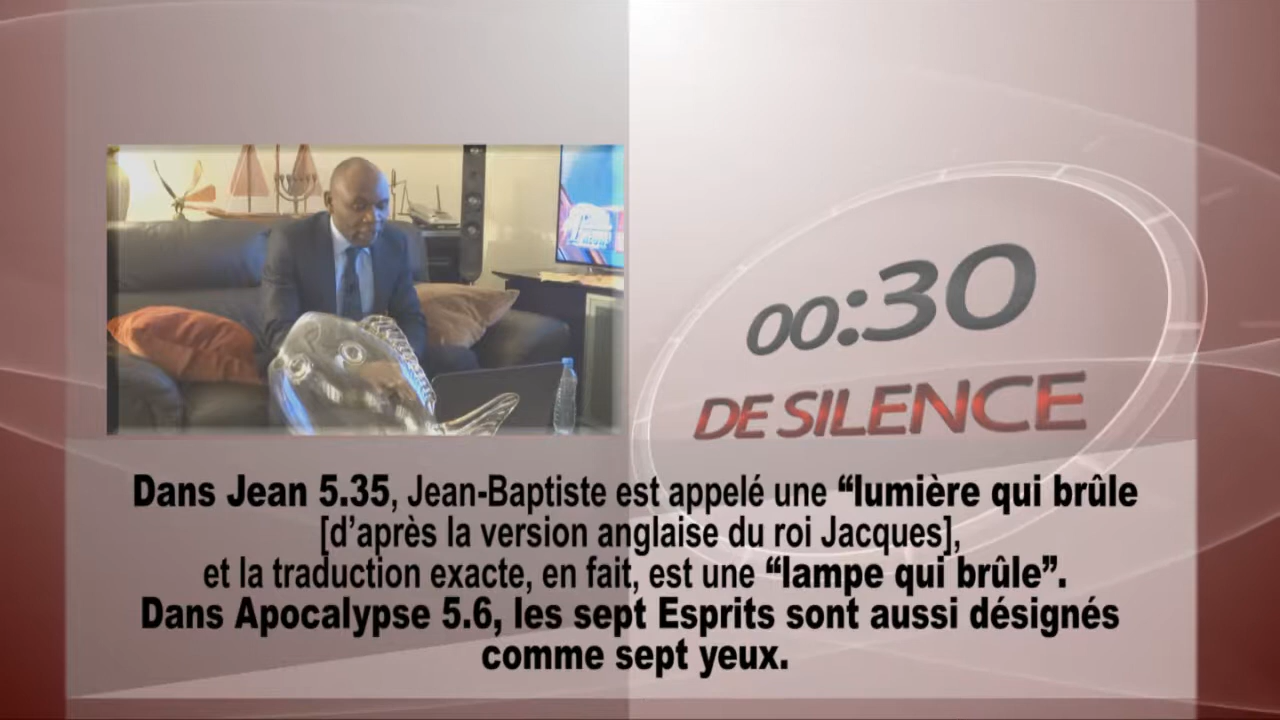 00:30
DE SILENCE
Dans Jean 5.35, Jean-Baptiste est appelé une “lumière qui brûle
[d’après la version anglaise du roi Jacques],
et la traduction exacte, en fait, est une “lampe qui brûle”.
Dans Apocalypse 5.6, les sept Esprits sont aussi désignés
comme sept yeux.